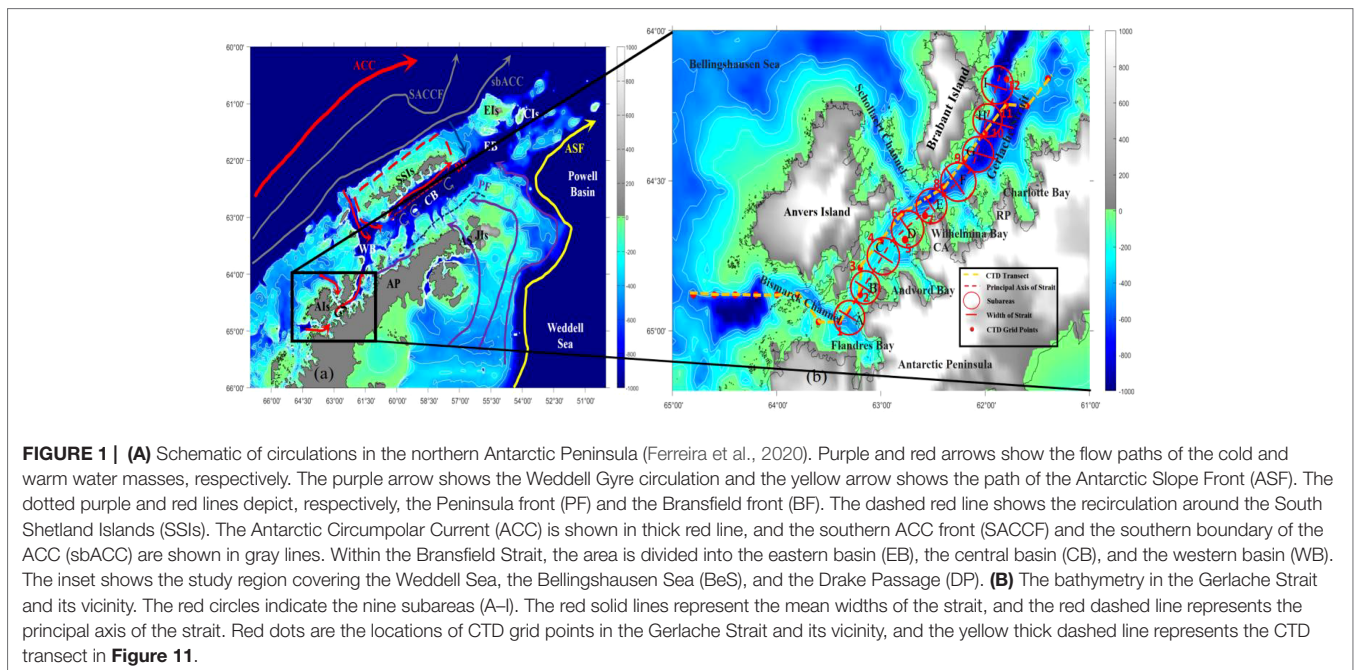 60°00'
61°00'
62°00'
63°00'
64°00'
65°00'
66°00'
66°00' 64°30' 63°00' 61°30' 60°00' 58°30' 57°00' 55°30' 54°00' 52°30' 51°00'
ACC
SACCF
sbACC
EIs
CIs
EB
ASF
SSIs
PF
Powell
Basin
CB
WB
AS
JIs
AP
AIs
Weddell
Sea
(a)
1000
800
600
400
200
0
-200
-400
-600
-800
-1000
64°00'
64°30'
65°00'
65°00' 64°00' 63°00' 62°00' 61°00'
Bellingshausen Sea
Schollaert Channel
Brabant Island
Gerlache
Charlotte Bay
Anvers Island
RP
Wilhelmina Bay
CA
Andvord Bay
Bismarck Channel
Flandres Bay
Antarctic Peninsula
A
B
C
D
E
F
G
H
I
CTD Transect
Principal Axis of Strait
Subareas
Width of Strait
CTD Grid Points
(b)
1000
800
600
400
200
0
-200
-400
-600
-800
-1000
FIGURE 1 | (A) Schematic of circulations in the northern Antarctic Peninsula (Ferreira et al., 2020). Purple and red arrows show the flow paths of the cold and
warm water masses, respectively. The purple arrow shows the Weddell Gyre circulation and the yellow arrow shows the path of the Antarctic Slope Front (ASF). The
dotted purple and red lines depict, respectively, the Peninsula front (PF) and the Bransfield front (BF). The dashed red line shows the recirculation around the South
Shetland Islands (SSIs). The Antarctic Circumpolar Current (ACC) is shown in thick red line, and the southern ACC front (SACCF) and the southern boundary of the
ACC (sbACC) are shown in gray lines. Within the Bransfield Strait, the area is divided into the eastern basin (EB), the central basin (CB), and the western basin (WB).
The inset shows the study region covering the Weddell Sea, the Bellingshausen Sea (BeS), and the Drake Passage (DP). (B) The bathymetry in the Gerlache Strait
and its vicinity. The red circles indicate the nine subareas (A–I). The red solid lines represent the mean widths of the strait, and the red dashed line represents the
principal axis of the strait. Red dots are the locations of CTD grid points in the Gerlache Strait and its vicinity, and the yellow thick dashed line represents the CTD
transect in Figure 11.